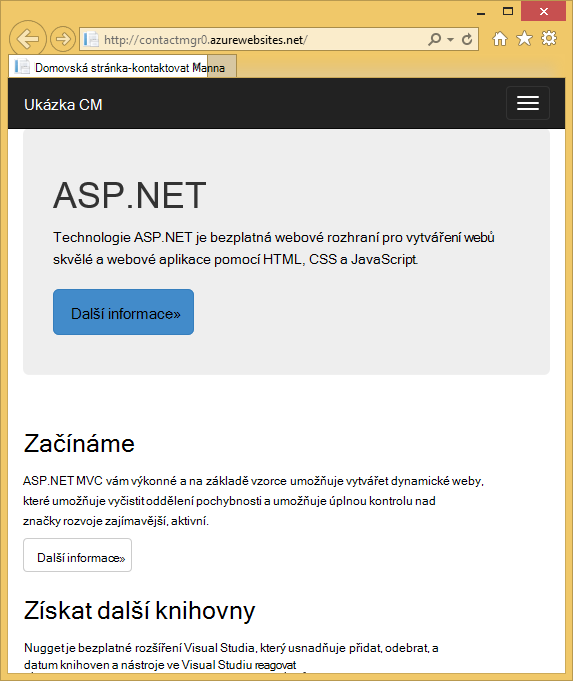 http://contactmgr0.azurewebsites.net/
Domovská stránka-kontaktovat Manna
Ukázka CM
ASP.NET
Technologie ASP.NET je bezplatná webové rozhraní pro vytváření webů
skvělé a webové aplikace pomocí HTML, CSS a JavaScript.
Další informace»
Začínáme
ASP.NET MVC vám výkonné a na základě vzorce umožňuje vytvářet dynamické weby,
které umožňuje vyčistit oddělení pochybnosti a umožňuje úplnou kontrolu nad
značky rozvoje zajímavější, aktivní.
Další informace»
Získat další knihovny
Nuget je bezplatné rozšíření Visual Studia, který usnadňuje přidat, odebrat, a
datum knihoven a nástroje ve Visual Studiu reagovat